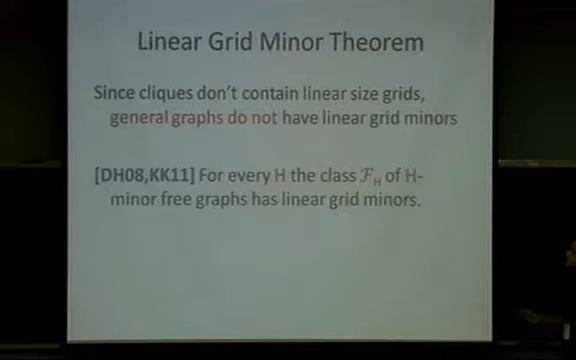 Linear Grid Minor Theorem
Since cliques don't contain linear size grids,
general graphs do not have linear grid minors
[DH08,KK11] For every H the class ℱH of H-
minor free graphs has linear grid minors.